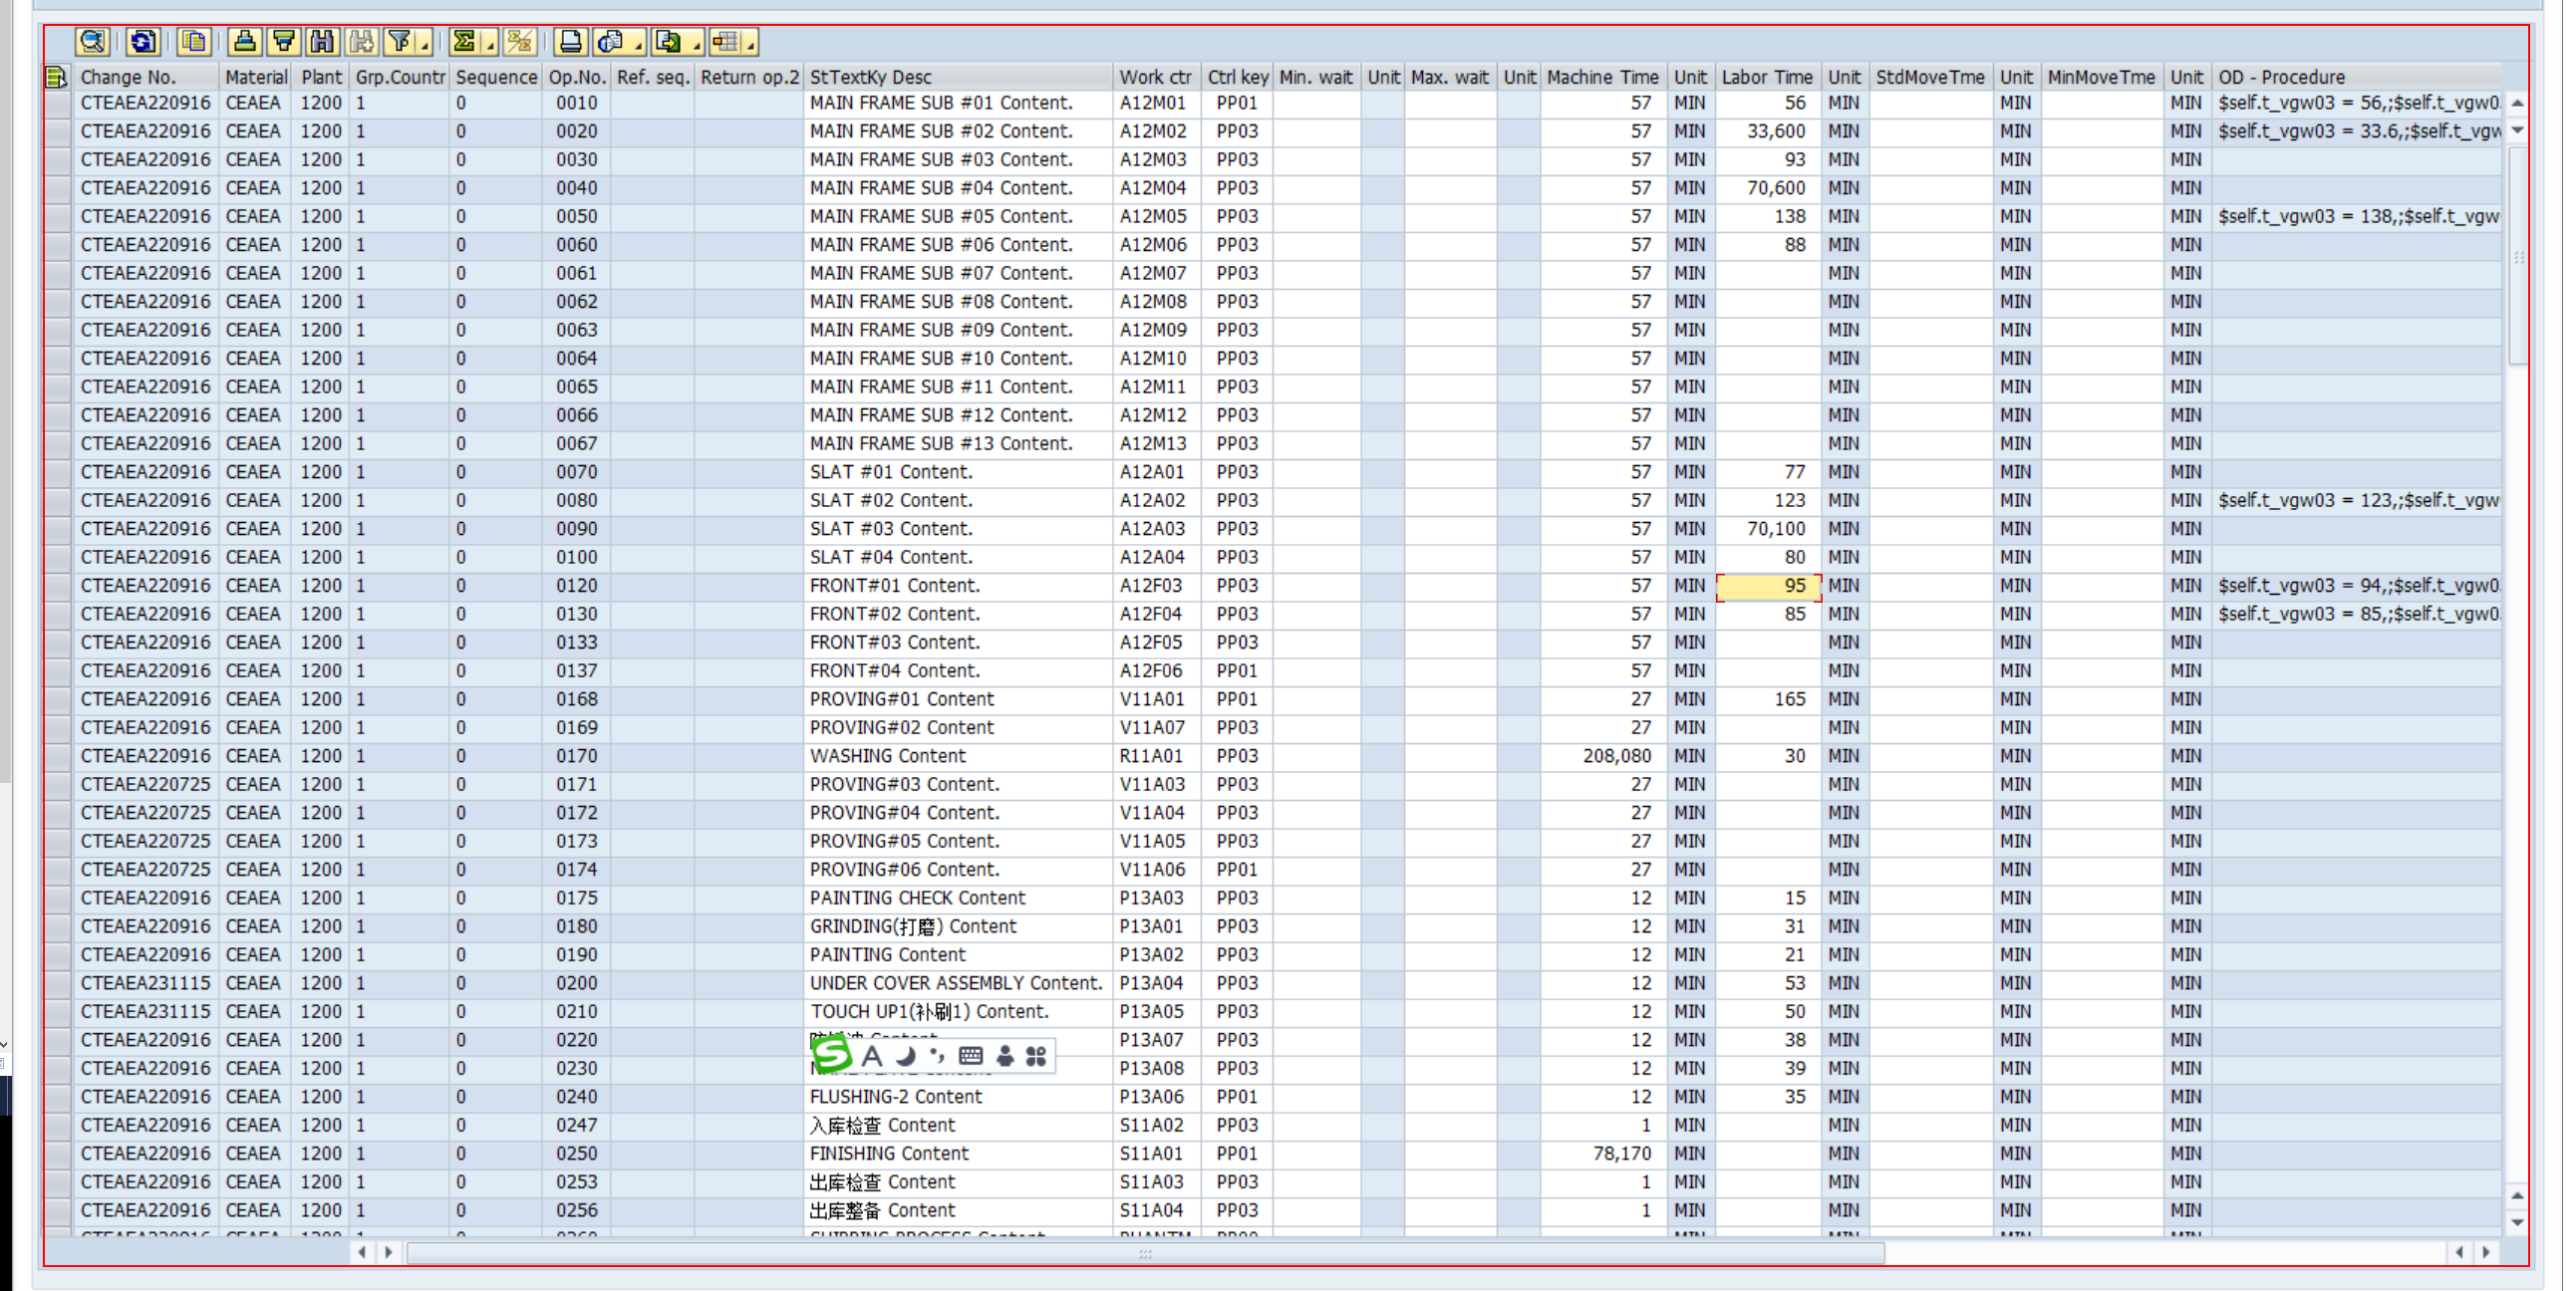 Change No. Material Plant Grp.Countr Sequence Op.No. Ref. seq. Return op.2 StTextKy Desc Work ctr Ctrl key Min. wait Unit Max. wait Unit Machine Time Unit Labor Time Unit StdMoveTme Unit MinMoveTme Unit OD - Procedure
CTEAEA220916 CEAEA 1200 1 0 0010 MAIN FRAME SUB #01 Content. A12M01 PP01 57 MIN 56 MIN MIN MIN $self.t_vgw03 = 56,;$self.t_vgw0
CTEAEA220916 CEAEA 1200 1 0 0020 MAIN FRAME SUB #02 Content. A12M02 PP03 57 MIN 33,600 MIN MIN MIN $self.t_vgw03 = 33.6,;$self.t_vgw
CTEAEA220916 CEAEA 1200 1 0 0030 MAIN FRAME SUB #03 Content. A12M03 PP03 57 MIN 93 MIN MIN MIN
CTEAEA220916 CEAEA 1200 1 0 0040 MAIN FRAME SUB #04 Content. A12M04 PP03 57 MIN 70,600 MIN MIN MIN
CTEAEA220916 CEAEA 1200 1 0 0050 MAIN FRAME SUB #05 Content. A12M05 PP03 57 MIN 138 MIN MIN MIN $self.t_vgw03 = 138,;$self.t_vgw
CTEAEA220916 CEAEA 1200 1 0 0060 MAIN FRAME SUB #06 Content. A12M06 PP03 57 MIN 88 MIN MIN MIN
CTEAEA220916 CEAEA 1200 1 0 0061 MAIN FRAME SUB #07 Content. A12M07 PP03 57 MIN MIN MIN MIN
CTEAEA220916 CEAEA 1200 1 0 0062 MAIN FRAME SUB #08 Content. A12M08 PP03 57 MIN MIN MIN MIN
CTEAEA220916 CEAEA 1200 1 0 0063 MAIN FRAME SUB #09 Content. A12M09 PP03 57 MIN MIN MIN MIN
CTEAEA220916 CEAEA 1200 1 0 0064 MAIN FRAME SUB #10 Content. A12M10 PP03 57 MIN MIN MIN MIN
CTEAEA220916 CEAEA 1200 1 0 0065 MAIN FRAME SUB #11 Content. A12M11 PP03 57 MIN MIN MIN MIN
CTEAEA220916 CEAEA 1200 1 0 0066 MAIN FRAME SUB #12 Content. A12M12 PP03 57 MIN MIN MIN MIN
CTEAEA220916 CEAEA 1200 1 0 0067 MAIN FRAME SUB #13 Content. A12M13 PP03 57 MIN MIN MIN MIN
CTEAEA220916 CEAEA 1200 1 0 0070 SLAT #01 Content. A12A01 PP03 57 MIN 77 MIN MIN MIN
CTEAEA220916 CEAEA 1200 1 0 0080 SLAT #02 Content. A12A02 PP03 57 MIN 123 MIN MIN MIN $self.t_vgw03 = 123,;$self.t_vgw
CTEAEA220916 CEAEA 1200 1 0 0090 SLAT #03 Content. A12A03 PP03 57 MIN 70,100 MIN MIN MIN
CTEAEA220916 CEAEA 1200 1 0 0100 SLAT #04 Content. A12A04 PP03 57 MIN 80 MIN MIN MIN
CTEAEA220916 CEAEA 1200 1 0 0120 FRONT#01 Content. A12F03 PP03 57 MIN 95 MIN MIN MIN $self.t_vgw03 = 94,;$self.t_vgw0
CTEAEA220916 CEAEA 1200 1 0 0130 FRONT#02 Content. A12F04 PP03 57 MIN 85 MIN MIN MIN $self.t_vgw03 = 85,;$self.t_vgw0
CTEAEA220916 CEAEA 1200 1 0 0133 FRONT#03 Content. A12F05 PP03 57 MIN MIN MIN MIN
CTEAEA220916 CEAEA 1200 1 0 0137 FRONT#04 Content. A12F06 PP01 57 MIN MIN MIN MIN
CTEAEA220916 CEAEA 1200 1 0 0168 PROVING#01 Content V11A01 PP01 27 MIN 165 MIN MIN MIN
CTEAEA220916 CEAEA 1200 1 0 0169 PROVING#02 Content V11A07 PP03 27 MIN MIN MIN MIN
CTEAEA220916 CEAEA 1200 1 0 0170 WASHING Content R11A01 PP03 208,080 MIN 30 MIN MIN MIN
CTEAEA220725 CEAEA 1200 1 0 0171 PROVING#03 Content. V11A03 PP03 27 MIN MIN MIN MIN
CTEAEA220725 CEAEA 1200 1 0 0172 PROVING#04 Content. V11A04 PP03 27 MIN MIN MIN MIN
CTEAEA220725 CEAEA 1200 1 0 0173 PROVING#05 Content. V11A05 PP03 27 MIN MIN MIN MIN
CTEAEA220725 CEAEA 1200 1 0 0174 PROVING#06 Content. V11A06 PP01 27 MIN MIN MIN MIN
CTEAEA220916 CEAEA 1200 1 0 0175 PAINTING CHECK Content P13A03 PP03 12 MIN 15 MIN MIN MIN
CTEAEA220916 CEAEA 1200 1 0 0180 GRINDING(打磨) Content P13A01 PP03 12 MIN 31 MIN MIN MIN
CTEAEA220916 CEAEA 1200 1 0 0190 PAINTING Content P13A02 PP03 12 MIN 21 MIN MIN MIN
CTEAEA231115 CEAEA 1200 1 0 0200 UNDER COVER ASSEMBLY Content. P13A04 PP03 12 MIN 53 MIN MIN MIN
CTEAEA231115 CEAEA 1200 1 0 0210 TOUCH UP1(补刷1) Content. P13A05 PP03 12 MIN 50 MIN MIN MIN
CTEAEA220916 CEAEA 1200 1 0 0220 Content P13A07 PP03 12 MIN 38 MIN MIN MIN
CTEAEA220916 CEAEA 1200 1 0 0230 P13A08 PP03 12 MIN 39 MIN MIN MIN
CTEAEA220916 CEAEA 1200 1 0 0240 FLUSHING-2 Content P13A06 PP01 12 MIN 35 MIN MIN MIN
CTEAEA220916 CEAEA 1200 1 0 0247 入库检查 Content S11A02 PP03 1 MIN MIN MIN MIN
CTEAEA220916 CEAEA 1200 1 0 0250 FINISHING Content S11A01 PP01 78,170 MIN MIN MIN MIN
CTEAEA220916 CEAEA 1200 1 0 0253 出库检查 Content S11A03 PP03 1 MIN MIN MIN MIN
CTEAEA220916 CEAEA 1200 1 0 0256 出库整备 Content S11A04 PP03 1 MIN MIN MIN MIN